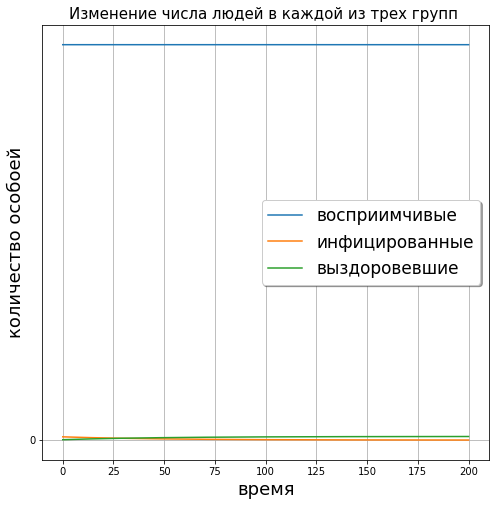 Изменение числа людей в каждой из трех групп
количество особоей
восприимчивые
инфицированные
выздоровевшие
0
0 25 50 75 100 125 150 175 200
время